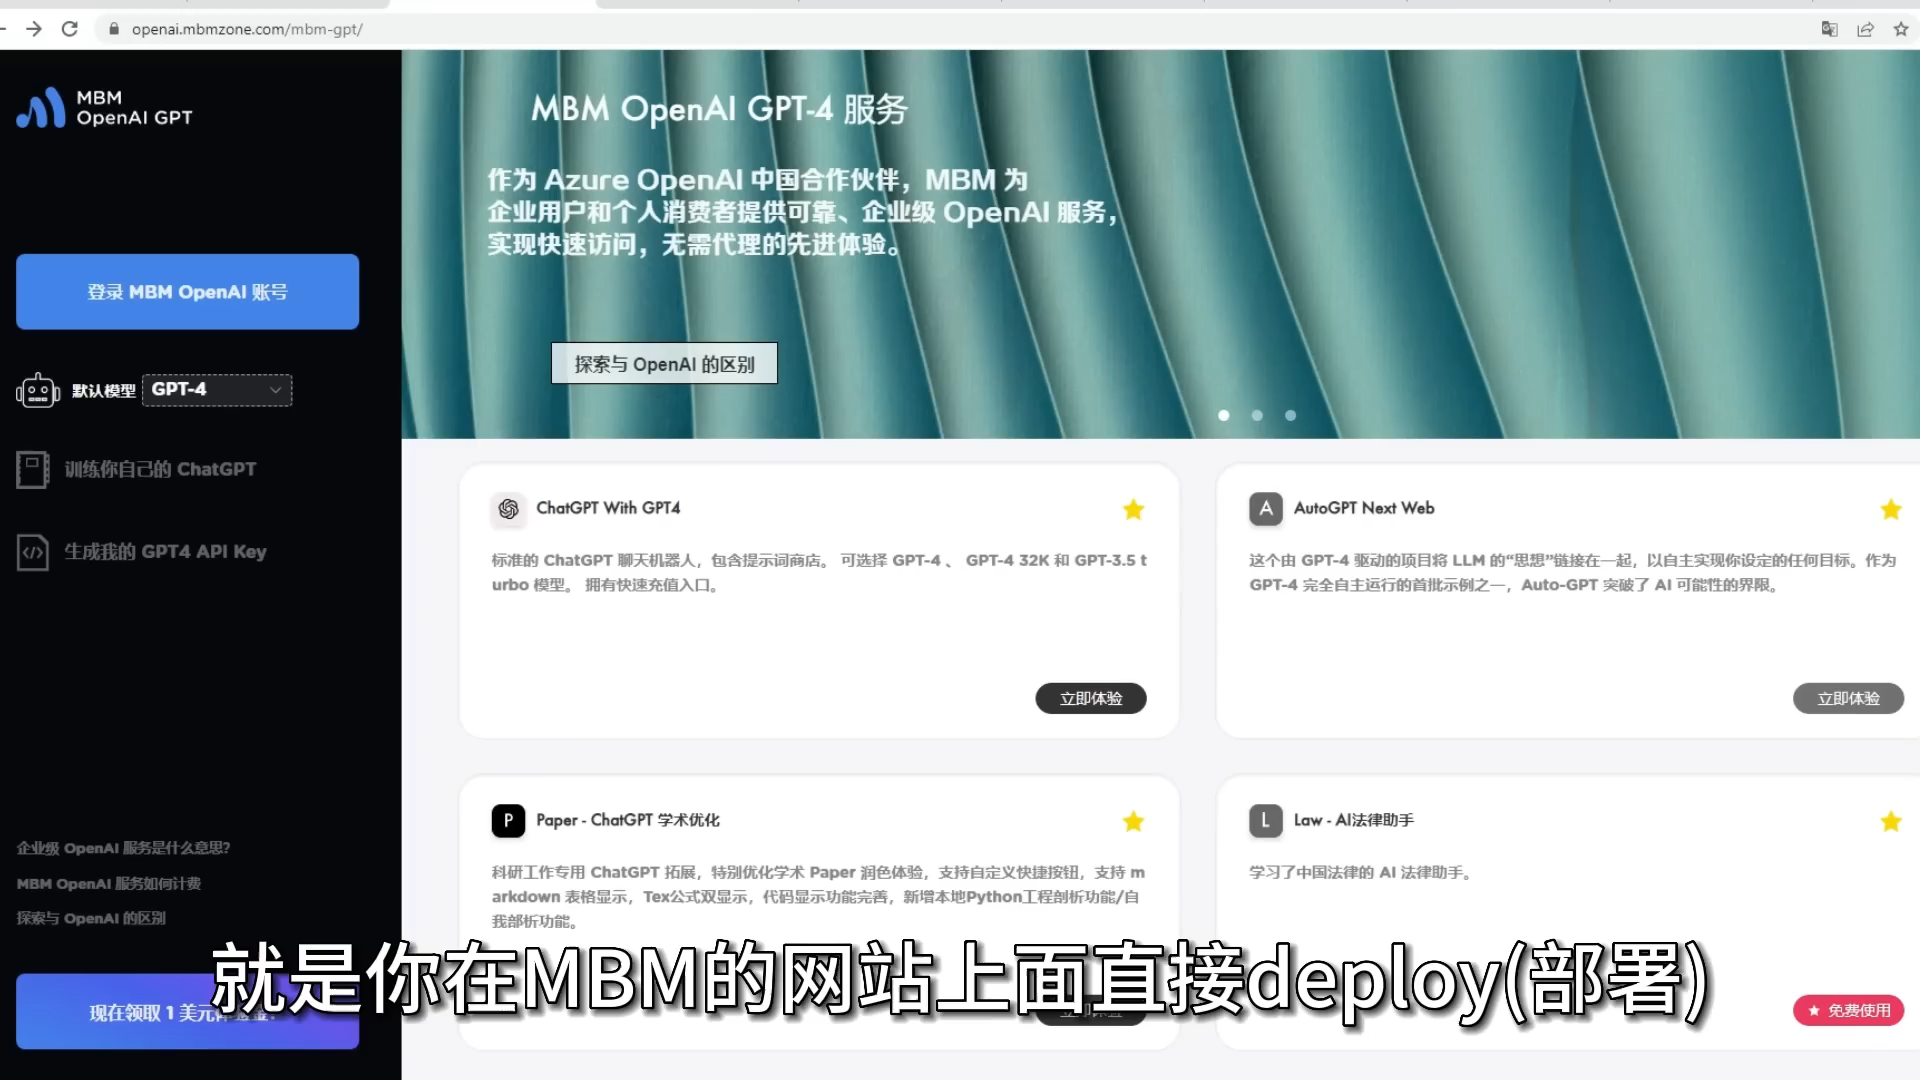 openai.mbmzone.com/mbm-gpt/
MBM
OpenAI GPT
登录 MBM OpenAI 账号
默认模型 GPT-4
训练你自己的 ChatGPT
生成我的 GPT4 API Key
企业级 OpenAI 服务是什么意思?
MBM OpenAI 服务如何计费
探索与 OpenAI 的区别
现在领取 1 美元
MBM OpenAI GPT-4 服务
作为 Azure OpenAI 中国合作伙伴，MBM 为
企业用户和个人消费者提供可靠、企业级 OpenAI 服务，
实现快速访问，无需代理的先进体验。
探索与 OpenAI 的区别
ChatGPT With GPT4
标准的 ChatGPT 聊天机器人，包含提示词商店。 可选择 GPT-4 、 GPT-4 32K 和 GPT-3.5 t
urbo 模型。 拥有快速充值入口。
立即体验
A
AutoGPT Next Web
这个由 GPT-4 驱动的项目将 LLM 的“思想”链接在一起，以自主实现你设定的任何目标。作为
GPT-4 完全自主运行的首批示例之一，Auto-GPT 突破了 AI 可能性的界限。
立即体验
P
Paper - ChatGPT 学术优化
科研工作专用 ChatGPT 拓展，特别优化学术 Paper 润色体验，支持自定义快捷按钮，支持 m
arkdown 表格显示，Tex公式双显示，代码显示功能完善，新增本地Python工程剖析功能/自
我部析功能。
L
Law - AI法律助手
学习了中国法律的 AI 法律助手。
免费使用
就是你在MBM的网站上面直接deploy(部署)